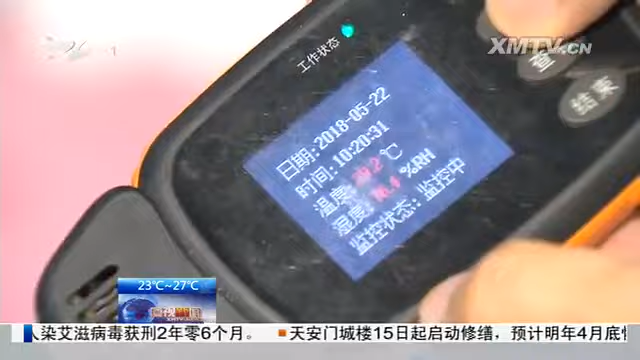 工作状态
XMTV.CN
查
结束
日期:2018-05-22
时间:10:20:31
温度: ℃
湿度: %RH
监控状态:监控中
23℃~27℃
染艾滋病毒获刑2年零6个月。 ■天安门城楼15日起启动修缮，预计明年4月底